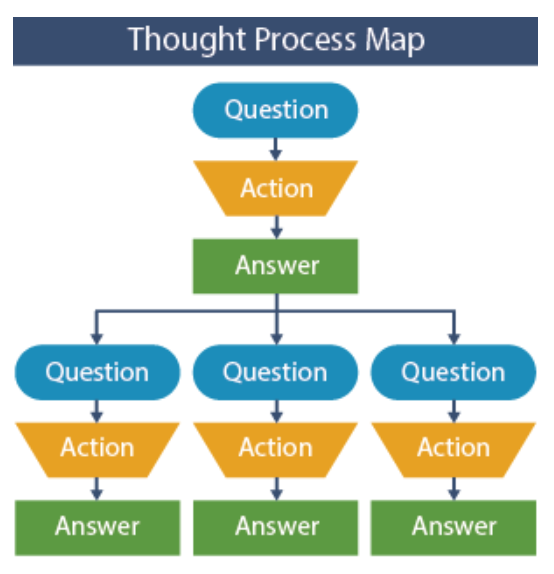 Thought Process Map
Question
Action
Answer
Question Question Question
Action Action Action
Answer Answer Answer